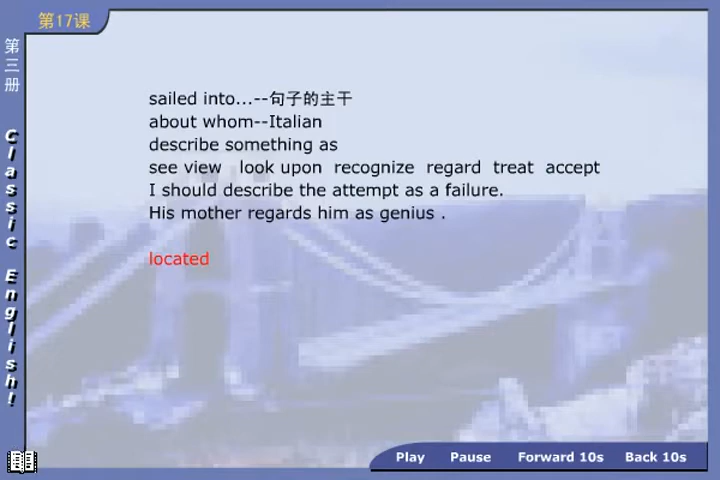 第17课
第三册
Classic English!
sailed into...--句子的主干
about whom--Italian
describe something as
see view look upon recognize regard treat accept
I should describe the attempt as a failure.
His mother regards him as genius .
located
Play Pause Forward 10s Back 10s